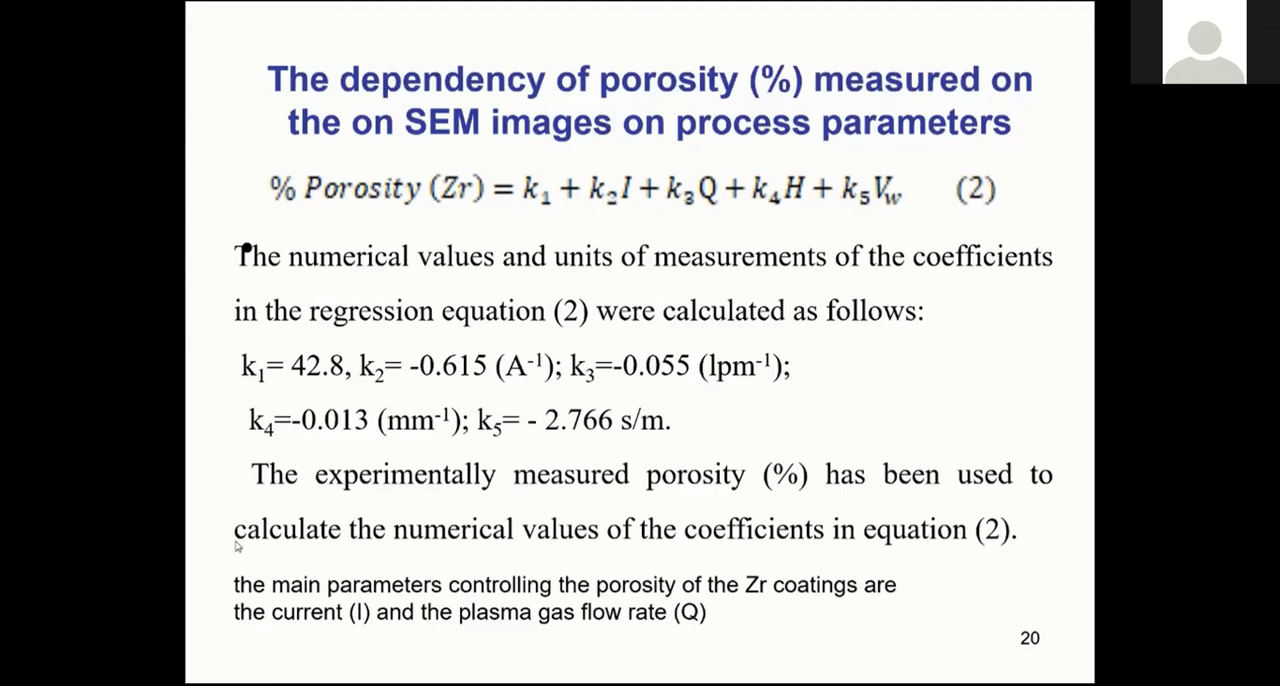 The dependency of porosity (%) measured on
the on SEM images on process parameters
% Porosity (Zr) = k₁ + k₂I + k₃Q + k₄H + k₅V_w (2)
The numerical values and units of measurements of the coefficients
in the regression equation (2) were calculated as follows:
k₁= 42.8, k₂= -0.615 (A⁻¹); k₃=-0.055 (lpm⁻¹);
k₄=-0.013 (mm⁻¹); k₅= - 2.766 s/m.
The experimentally measured porosity (%) has been used to
calculate the numerical values of the coefficients in equation (2).
the main parameters controlling the porosity of the Zr coatings are
the current (I) and the plasma gas flow rate (Q)
20